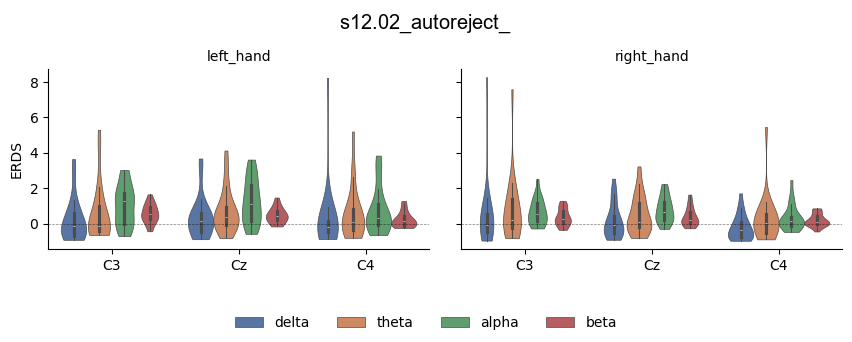 s12.02_autoreject_
left_hand
right_hand
ERDS
8
6
4
2
0
C3
Cz
C4
C3
Cz
C4
delta
theta
alpha
beta